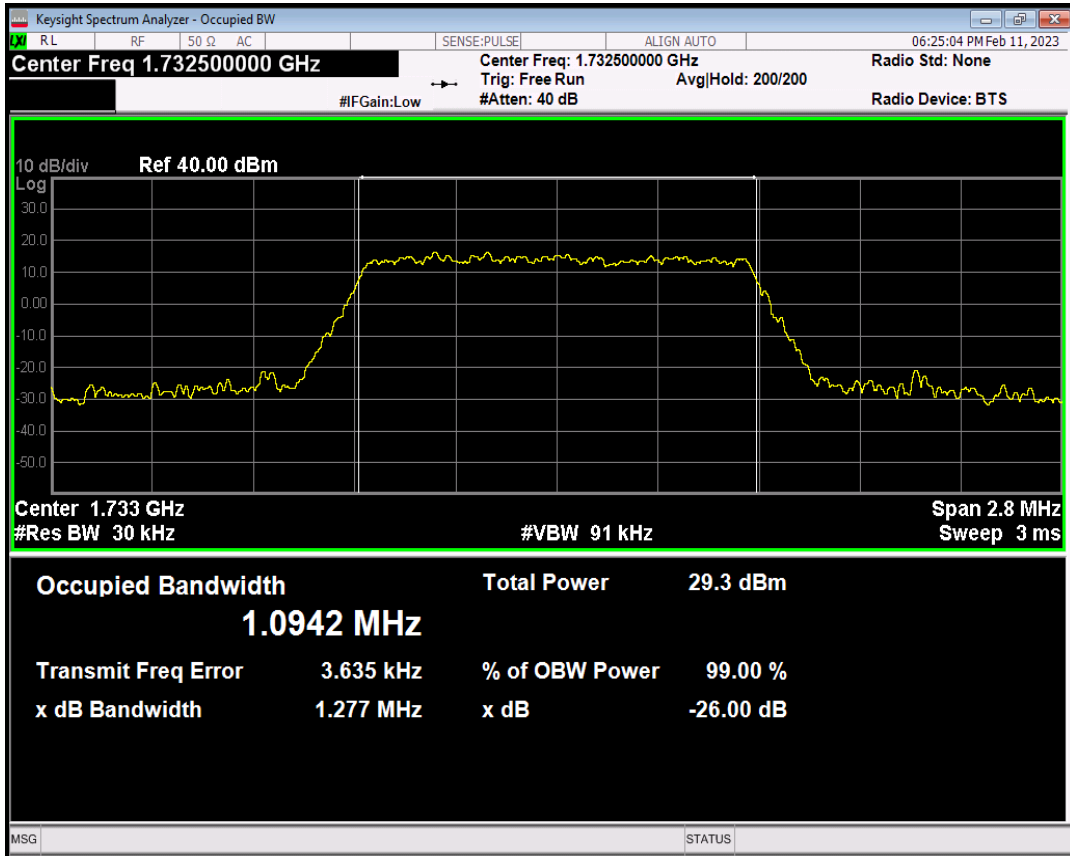 Keysight Spectrum Analyzer - Occupied BW
LXI RL RF 50 Ω AC SENSE:PULSE ALIGN AUTO 06:25:04 PM Feb 11, 2023
Center Freq 1.732500000 GHz Center Freq: 1.732500000 GHz Radio Std: None
Trig: Free Run Avg|Hold: 200/200
#IFGain:Low #Atten: 40 dB Radio Device: BTS
10 dB/div Ref 40.00 dBm
Log
30.0
20.0
10.0
0.00
-10.0
-20.0
-30.0
-40.0
-50.0
Center 1.733 GHz Span 2.8 MHz
#Res BW 30 kHz #VBW 91 kHz Sweep 3 ms
Occupied Bandwidth Total Power 29.3 dBm
1.0942 MHz
Transmit Freq Error 3.635 kHz % of OBW Power 99.00 %
x dB Bandwidth 1.277 MHz x dB -26.00 dB
MSG STATUS